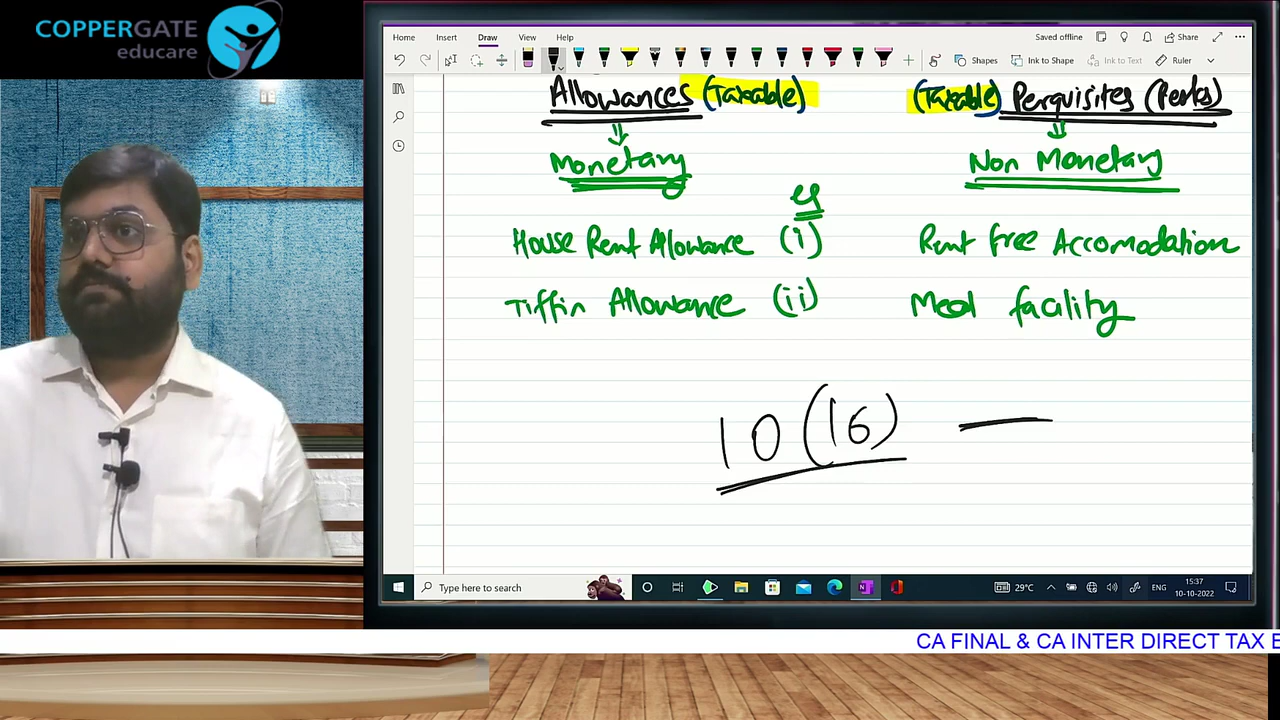 COPPERGATE
educare
Home Insert Draw View Help
Saved offline Share
Shapes Ink to Shape Ink to Text Ruler
Allowances (Taxable) (Taxable) Perquisites (Perks)
Monetary Non Monetary
eg
House Rent Allowance (i) Rent free Accomodation
Tiffin Allowance (ii) Meal facility
10(16) —
Type here to search 29°C ENG 15:37
10-10-2022
CA FINAL & CA INTER DIRECT TAX E